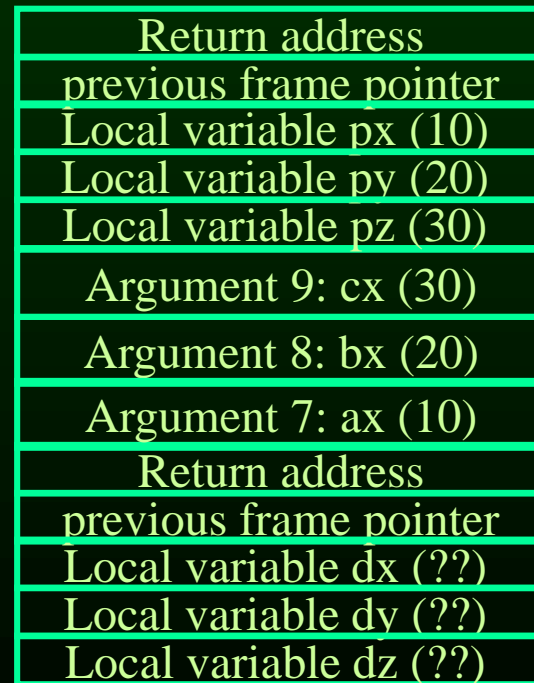 Return address
previous frame pointer
Local variable px (10)
Local variable py (20)
Local variable pz (30)
Argument 9: cx (30)
Argument 8: bx (20)
Argument 7: ax (10)
Return address
previous frame pointer
Local variable dx (??)
Local variable dy (??)
Local variable dz (??)